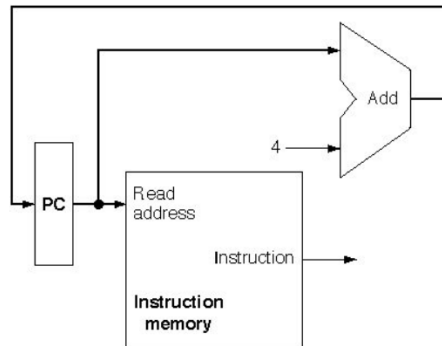 Add
4
PC
Read
address
Instruction
Instruction
memory